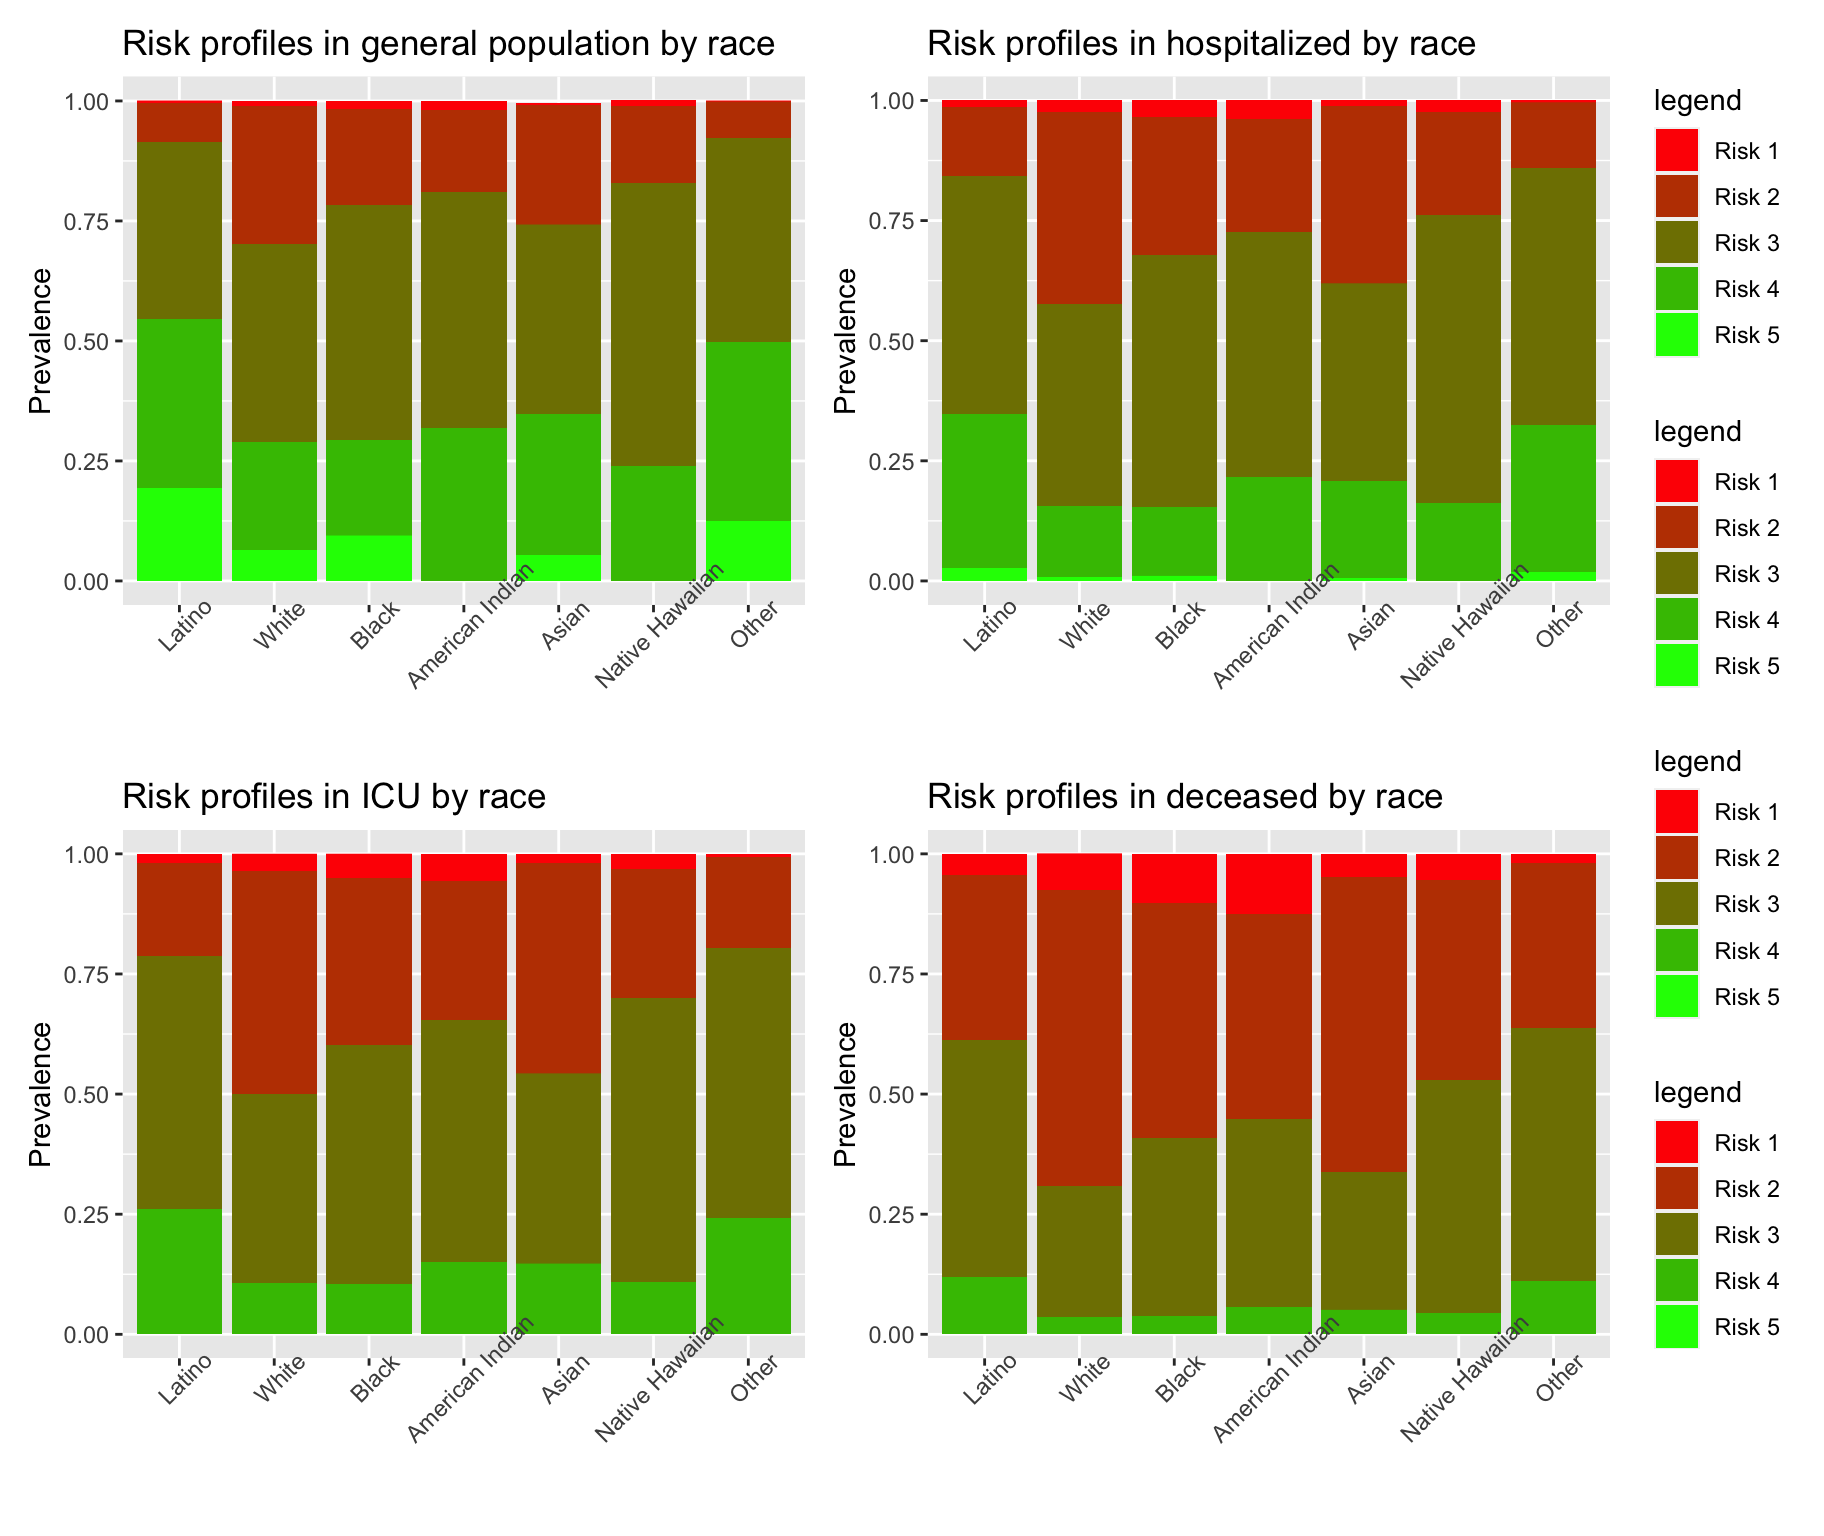 Risk profiles in general population by race
Prevalence
1.00
0.75
0.50
0.25
0.00
Latino
White
Black
American Indian
Asian
Native Hawaiian
Other
Risk profiles in hospitalized by race
Prevalence
1.00
0.75
0.50
0.25
0.00
Latino
White
Black
American Indian
Asian
Native Hawaiian
Other
legend
Risk 1
Risk 2
Risk 3
Risk 4
Risk 5
legend
Risk 1
Risk 2
Risk 3
Risk 4
Risk 5
Risk profiles in ICU by race
Prevalence
1.00
0.75
0.50
0.25
0.00
Latino
White
Black
American Indian
Asian
Native Hawaiian
Other
Risk profiles in deceased by race
Prevalence
1.00
0.75
0.50
0.25
0.00
Latino
White
Black
American Indian
Asian
Native Hawaiian
Other
legend
Risk 1
Risk 2
Risk 3
Risk 4
Risk 5
legend
Risk 1
Risk 2
Risk 3
Risk 4
Risk 5